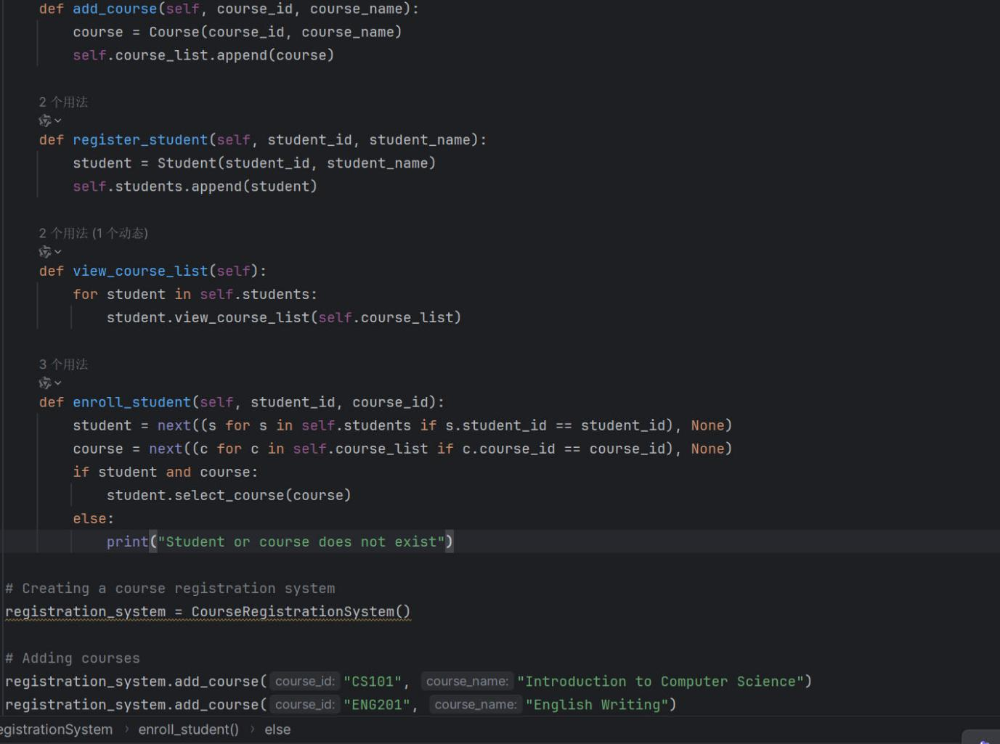 def add_course(self, course_id, course_name):
course = Course(course_id, course_name)
self.course_list.append(course)
2 个用法
def register_student(self, student_id, student_name):
student = Student(student_id, student_name)
self.students.append(student)
2 个用法 (1 个动态)
def view_course_list(self):
for student in self.students:
student.view_course_list(self.course_list)
3 个用法
def enroll_student(self, student_id, course_id):
student = next((s for s in self.students if s.student_id == student_id), None)
course = next((c for c in self.course_list if c.course_id == course_id), None)
if student and course:
student.select_course(course)
else:
print("Student or course does not exist")
# Creating a course registration system
registration_system = CourseRegistrationSystem()
# Adding courses
registration_system.add_course( course_id: "CS101", course_name: "Introduction to Computer Science")
registration_system.add_course( course_id: "ENG201", course_name: "English Writing")
egistrationSystem › enroll_student() › else